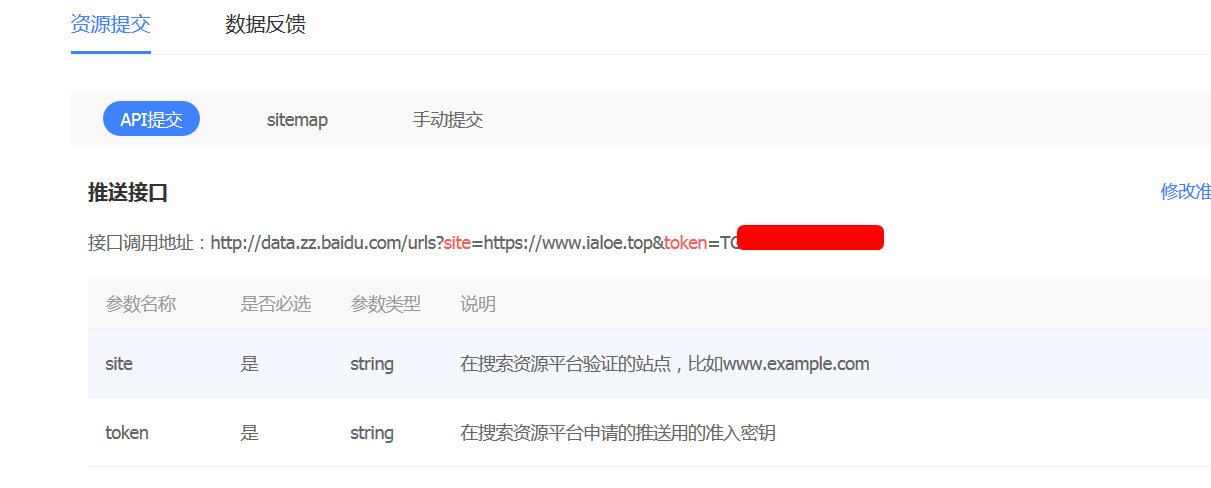 资源提交 数据反馈
API提交 sitemap 手动提交
推送接口 修改准
接口调用地址：http://data.zz.baidu.com/urls?site=https://www.ialoe.top&token=TG
参数名称 是否必选 参数类型 说明
site 是 string 在搜索资源平台验证的站点，比如www.example.com
token 是 string 在搜索资源平台申请的推送用的准入密钥